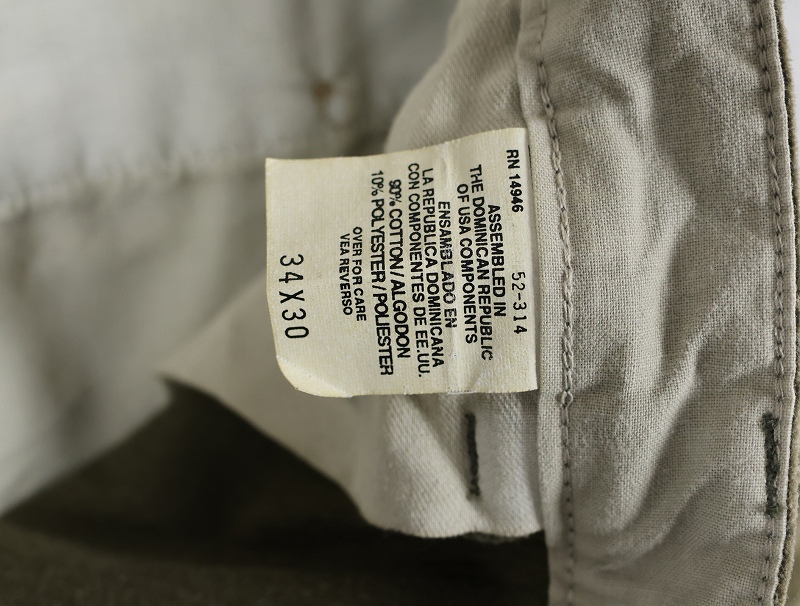 RN 14946 52-314
ASSEMBLED IN
THE DOMINICAN REPUBLIC
OF USA COMPONENTS
ENSAMBLADO EN
LA REPUBLICA DOMINICANA
CON COMPONENTES DE EE.UU.
90% COTTON/ALGODON
10% POLYESTER/POLIESTER
OVER FOR CARE
VEA REVERSO
34X30